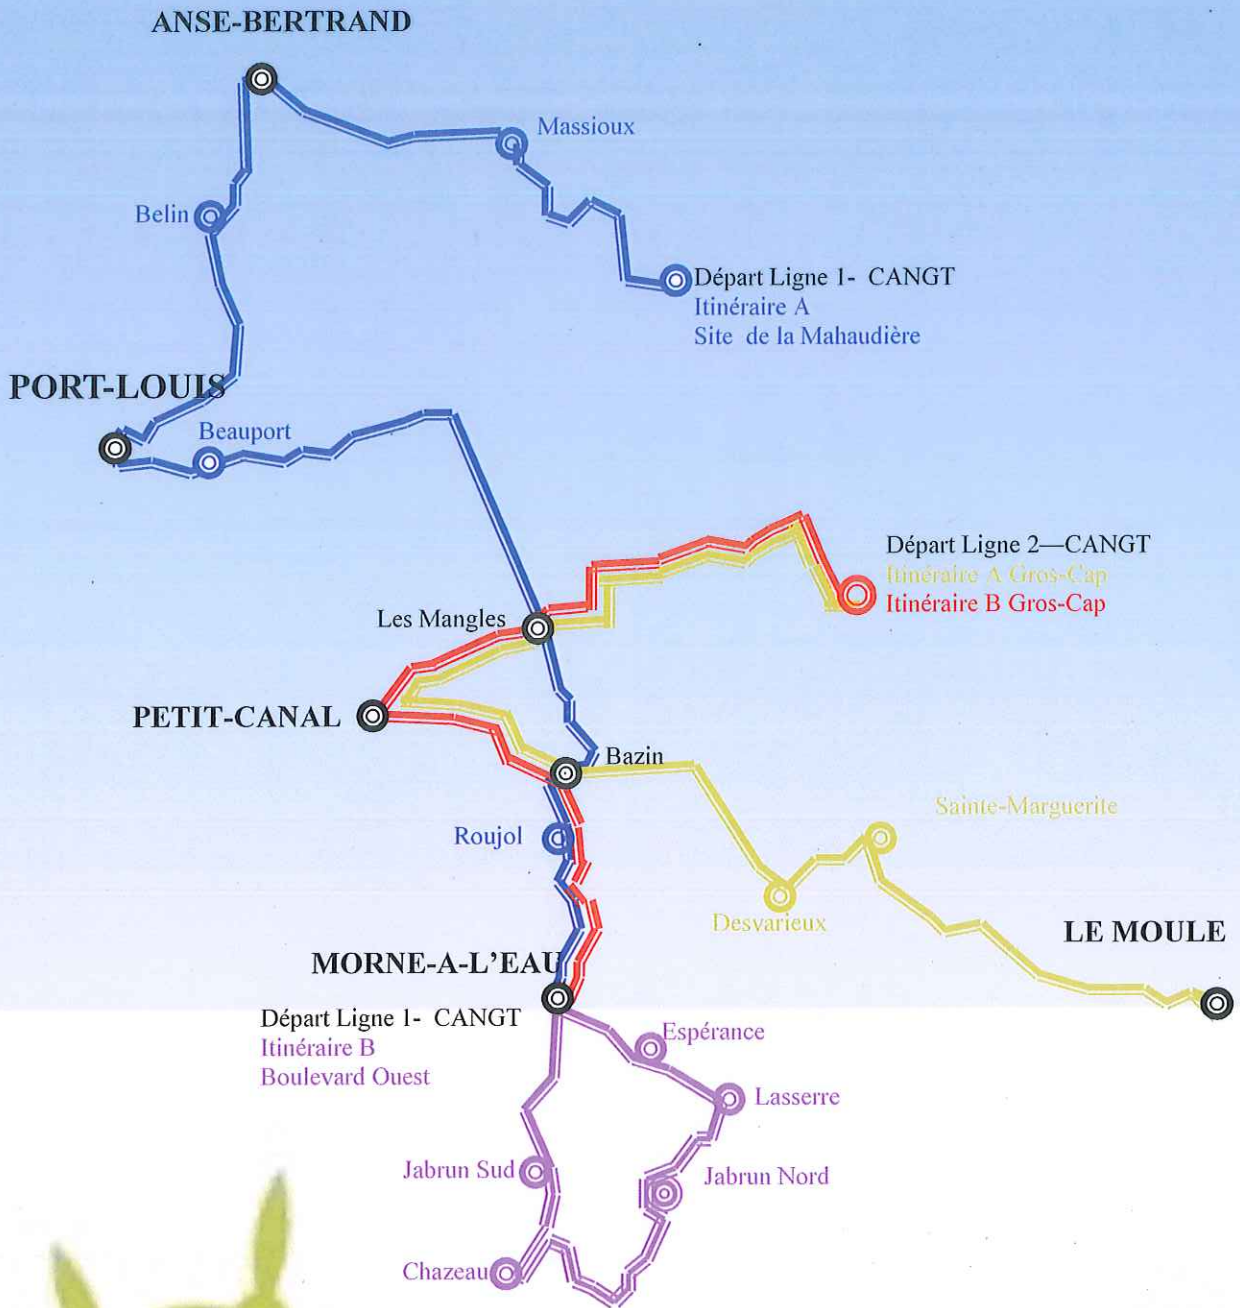 ANSE-BERTRAND
Massioux
Belin
Départ Ligne 1- CANGT
Itinéraire A
Site de la Mahaudière
PORT-LOUIS
Beauport
Départ Ligne 2—CANGT
Itinéraire A Gros-Cap
Itinéraire B Gros-Cap
Les Mangles
PETIT-CANAL
Bazin
Sainte-Marguerite
Roujol
Desvarieux
LE MOULE
MORNE-A-L'EAU
Départ Ligne 1- CANGT
Itinéraire B
Boulevard Ouest
Espérance
Lasserre
Jabrun Sud
Jabrun Nord
Chazeau